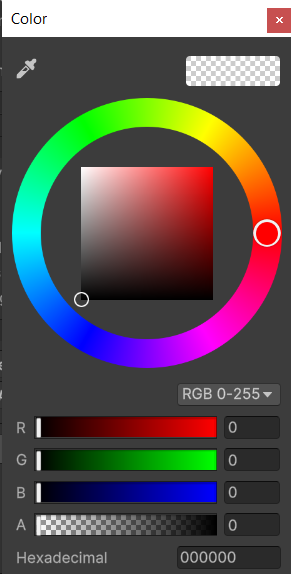 Color
RGB 0-255
R 0
G 0
B 0
A 0
Hexadecimal 000000